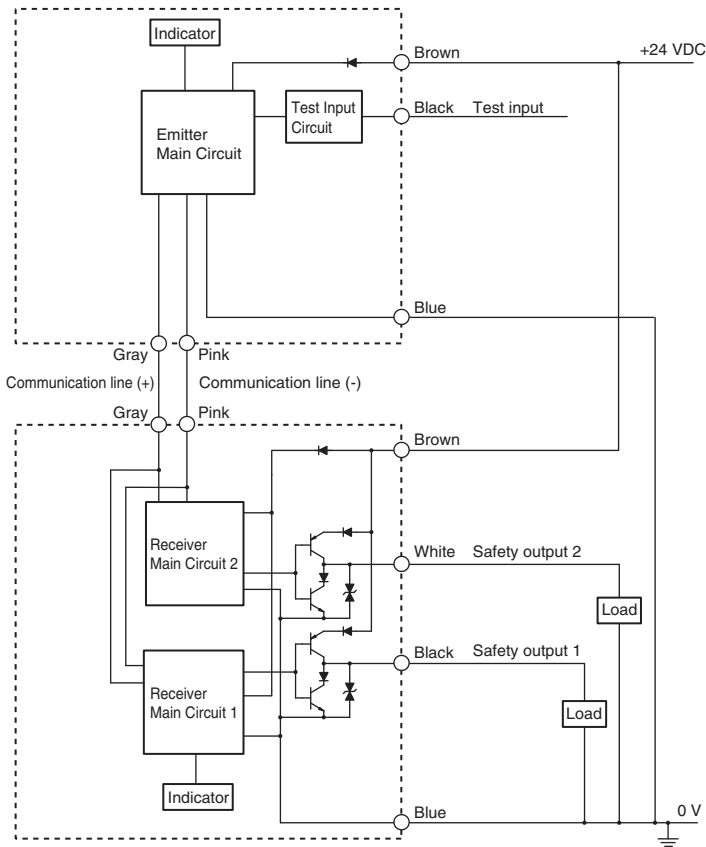 Indicator
Brown
+24 VDC
Emitter
Main Circuit
Test Input
Circuit
Black
Test input
Blue
Gray
Pink
Communication line (+)
Communication line (-)
Gray
Pink
Brown
Receiver
Main Circuit 2
White
Safety output 2
Load
Black
Safety output 1
Receiver
Main Circuit 1
Load
Indicator
Blue
0 V